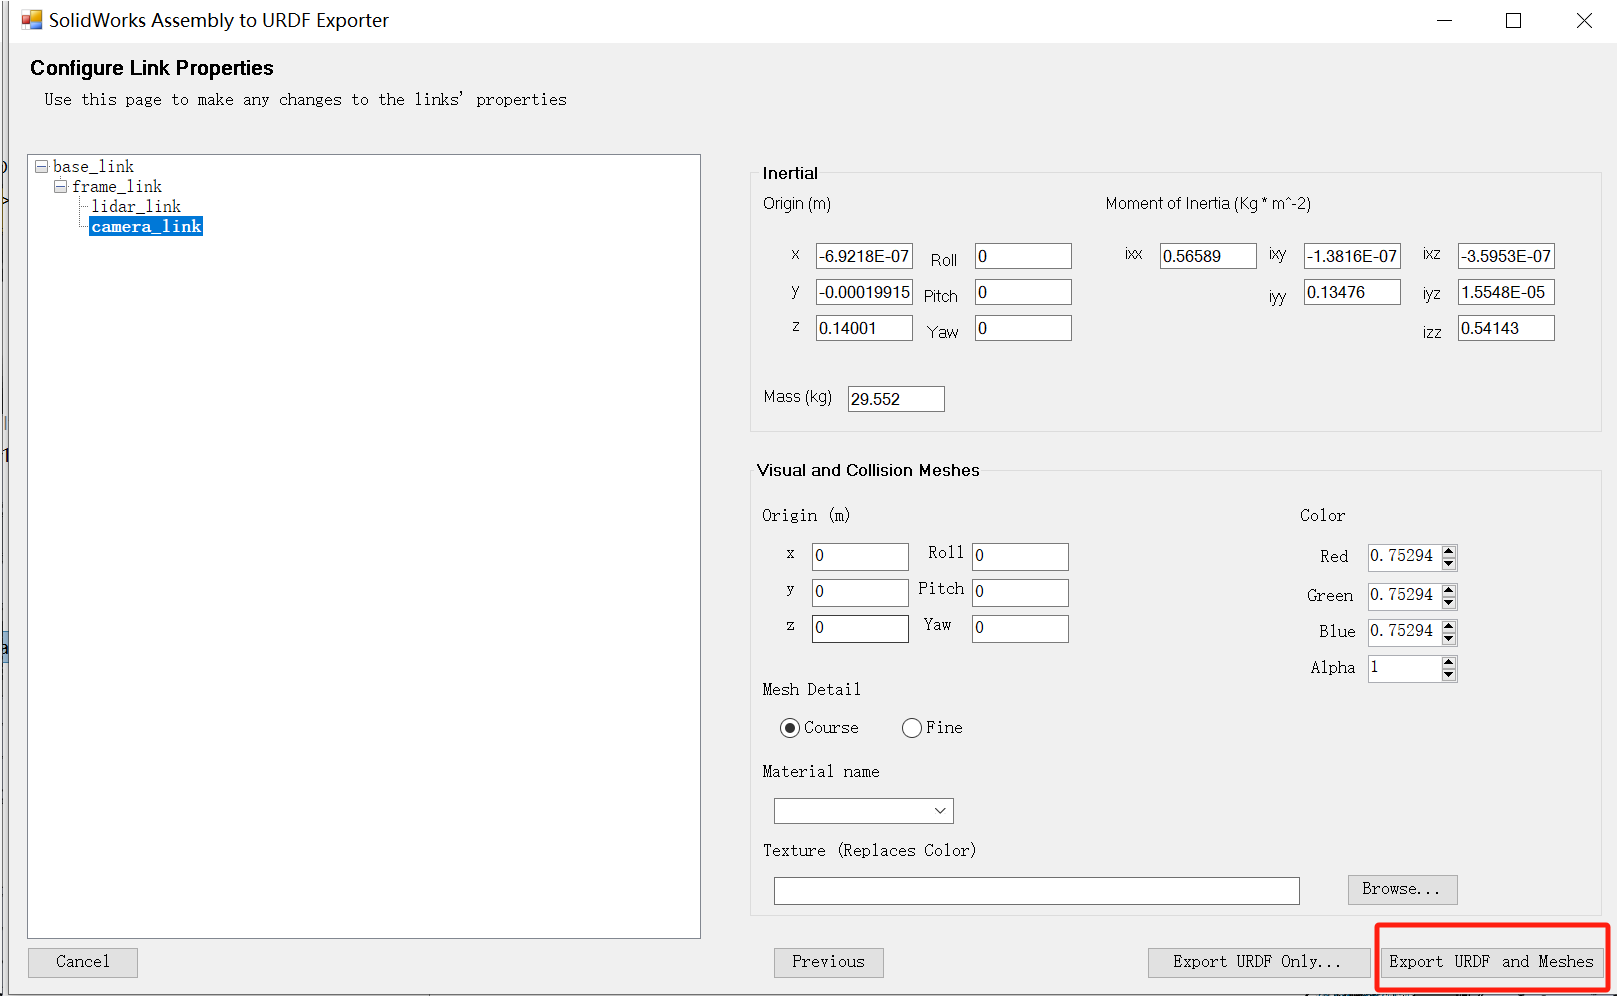 SolidWorks Assembly to URDF Exporter
Configure Link Properties
Use this page to make any changes to the links' properties
base_link
frame_link
lidar_link
camera_link
Inertial
Origin (m)
Moment of Inertia (Kg * m^-2)
x -6.9218E-07 Roll 0 ixx 0.56589 ixy -1.3816E-07 ixz -3.5953E-07
y -0.00019915 Pitch 0 iyy 0.13476 iyz 1.5548E-05
z 0.14001 Yaw 0 izz 0.54143
Mass (kg) 29.552
Visual and Collision Meshes
Origin (m)
Color
x 0 Roll 0 Red 0.75294
y 0 Pitch 0 Green 0.75294
z 0 Yaw 0 Blue 0.75294
Alpha 1
Mesh Detail
Course Fine
Material name
Texture (Replaces Color)
Browse...
Cancel Previous Export URDF Only... Export URDF and Meshes